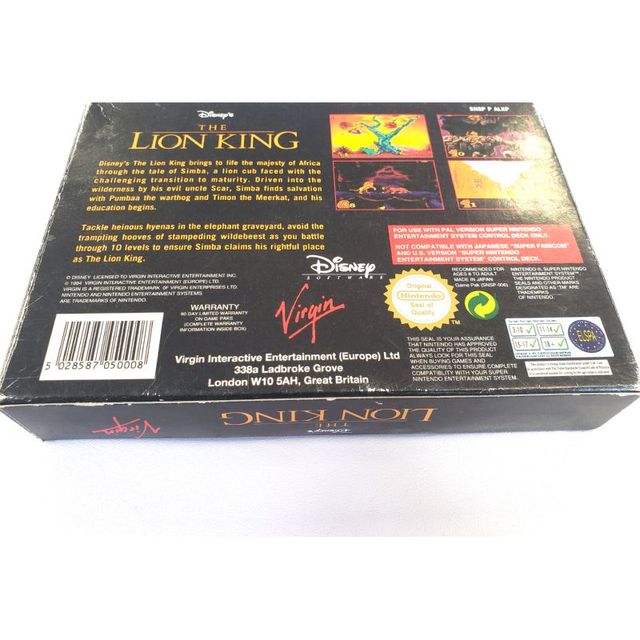 Disney's
THE
LION KING
Disney's The Lion King brings to life the majesty of Africa
through the tale of Simba, a lion cub faced with the
challenging transition to maturity. Driven into the
wilderness by his evil uncle Scar, Simba finds salvation
with Pumbaa the warthog and Timon the Meerkat, and
his education begins.
Tackle heinous hyenas in the elephant graveyard, avoid the
trampling hooves of stampeding wildebeest as you battle
through 10 levels to ensure Simba claims his rightful place
as The Lion King.
© DISNEY. LICENSED TO VIRGIN INTERACTIVE ENTERTAINMENT INC.
© 1994 VIRGIN INTERACTIVE ENTERTAINMENT (EUROPE) LTD.
VIRGIN IS A REGISTERED TRADEMARK OF VIRGIN ENTERPRISES LTD.
NINTENDO AND NINTENDO ENTERTAINMENT SYSTEMS
ARE TRADEMARKS OF NINTENDO.
SNSP P ALKP
FOR USE WITH PAL VERSION SUPER NINTENDO
ENTERTAINMENT SYSTEM CONTROL DECK ONLY.
NOT COMPATIBLE WITH JAPANESE "SUPER FAMICOM"
AND U.S. VERSION "SUPER NINTENDO
ENTERTAINMENT SYSTEM" CONTROL DECK.
DISNEY
SOFTWARE
Virgin
WARRANTY
90 DAY LIMITED WARRANTY
ON GAME PAKS
(COMPLETE WARRANTY
INFORMATION INSIDE BOX)
5 028587 050008
Virgin Interactive Entertainment (Europe) Ltd
338a Ladbroke Grove
London W10 5AH, Great Britain
Original
Nintendo
Seal of
Quality
RECOMMENDED FOR
AGES 6 TO ADULT
MADE IN JAPAN
Game Pak (SNSP-006)
THIS SEAL IS YOUR ASSURANCE
THAT NINTENDO HAS APPROVED
THE QUALITY OF THIS PRODUCT
ALWAYS LOOK FOR THIS SEAL
WHEN BUYING GAMES AND
ACCESSORIES TO ENSURE COMPLETE
COMPATIBILITY WITH YOUR SUPER
NINTENDO ENTERTAINMENT SYSTEM.
NINTENDO ®, SUPER NINTENDO
ENTERTAINMENT SYSTEM™,
THE NINTENDO PRODUCT
SEALS AND OTHER MARKS
DESIGNATED AS "TM" ARE
TRADEMARKS
OF NINTENDO
3-10
11-14
15-17
18+
ELSPA
Disney's
THE
LION KING
Virgin